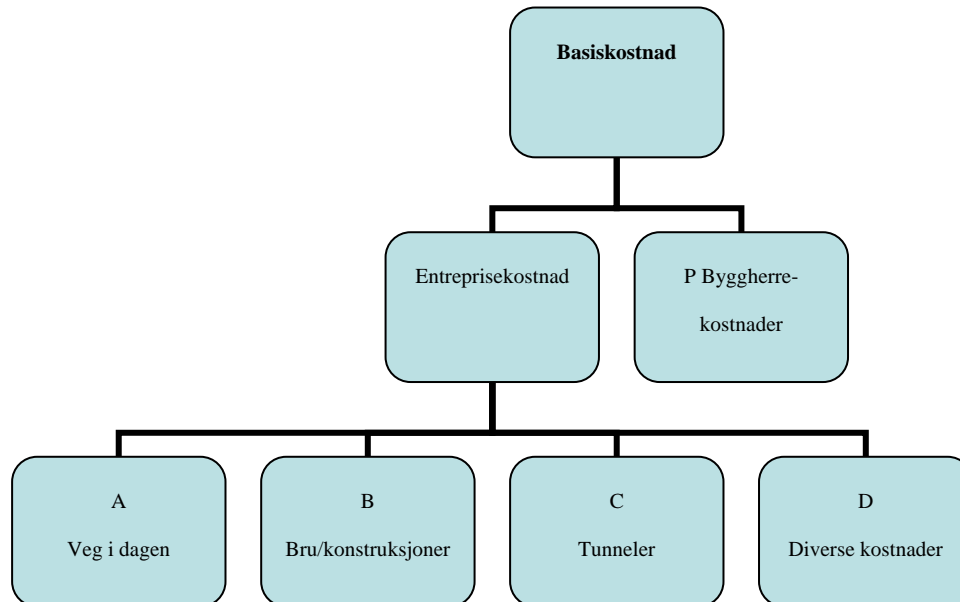 Basiskostnad
Entreprisekostnad
P Byggherre-
kostnader
A
Veg i dagen
B
Bru/konstruksjoner
C
Tunneler
D
Diverse kostnader